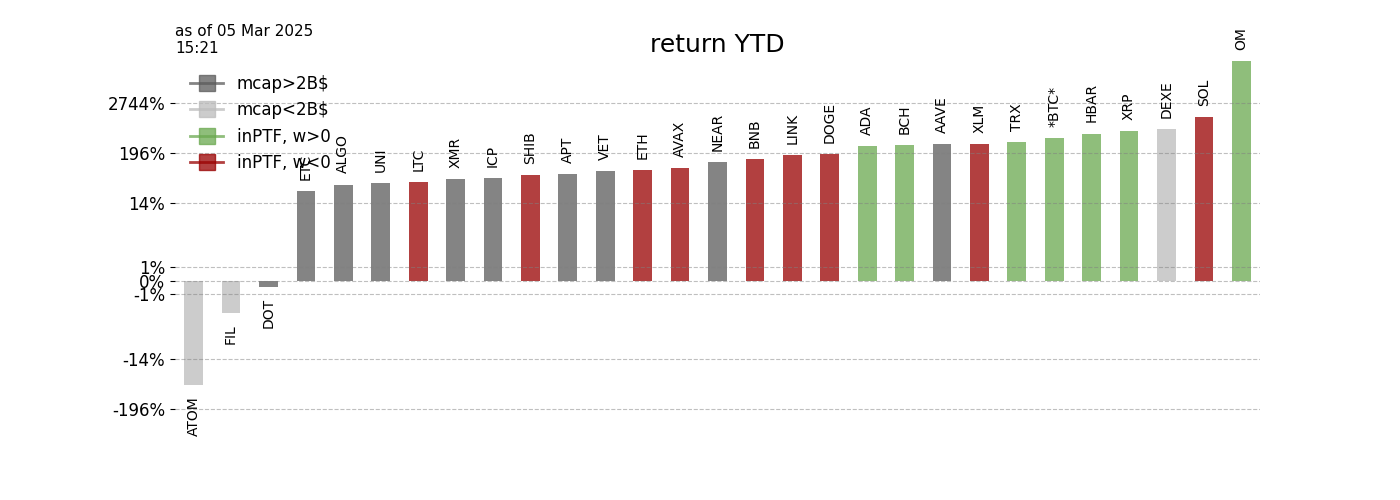 as of 05 Mar 2025
15:21
return YTD
mcap>2B$
mcap<2B$
inPTF, w>0
inPTF, w<0
2744%
196%
14%
1%
0%
-1%
-14%
-196%
ATOM
FIL
DOT
ETC
ALGO
UNI
LTC
XMR
ICP
SHIB
APT
VET
ETH
AVAX
NEAR
BNB
LINK
DOGE
ADA
BCH
AAVE
XLM
TRX
*BTC*
HBAR
XRP
DEXE
SOL
OM